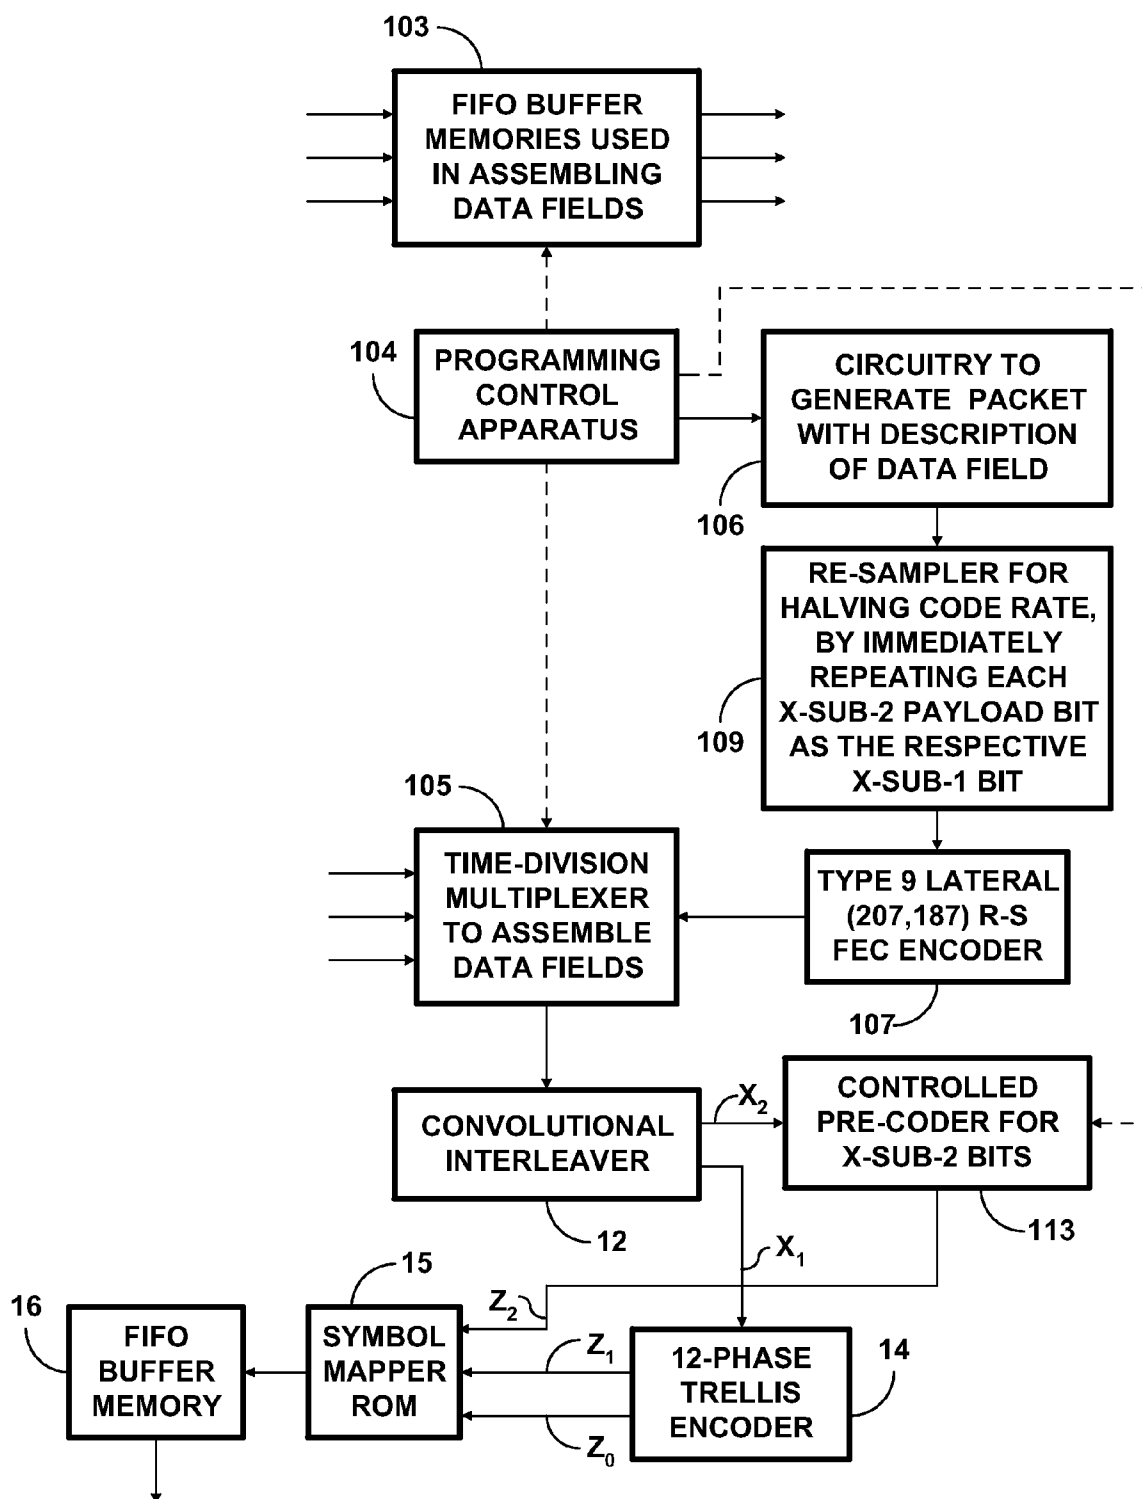 103
FIFO BUFFER
MEMORIES USED
IN ASSEMBLING
DATA FIELDS
104
PROGRAMMING
CONTROL
APPARATUS
CIRCUITRY TO
GENERATE PACKET
WITH DESCRIPTION
OF DATA FIELD
106
RE-SAMPLER FOR
HALVING CODE RATE,
BY IMMEDIATELY
REPEATING EACH
X-SUB-2 PAYLOAD BIT
AS THE RESPECTIVE
X-SUB-1 BIT
109
105
TIME-DIVISION
MULTIPLEXER
TO ASSEMBLE
DATA FIELDS
TYPE 9 LATERAL
(207,187) R-S
FEC ENCODER
107
CONVOLUTIONAL
INTERLEAVER
12
X₂
CONTROLLED
PRE-CODER FOR
X-SUB-2 BITS
113
X₁
15
16
FIFO
BUFFER
MEMORY
SYMBOL
MAPPER
ROM
Z₂
Z₁
Z₀
12-PHASE
TRELLIS
ENCODER
14